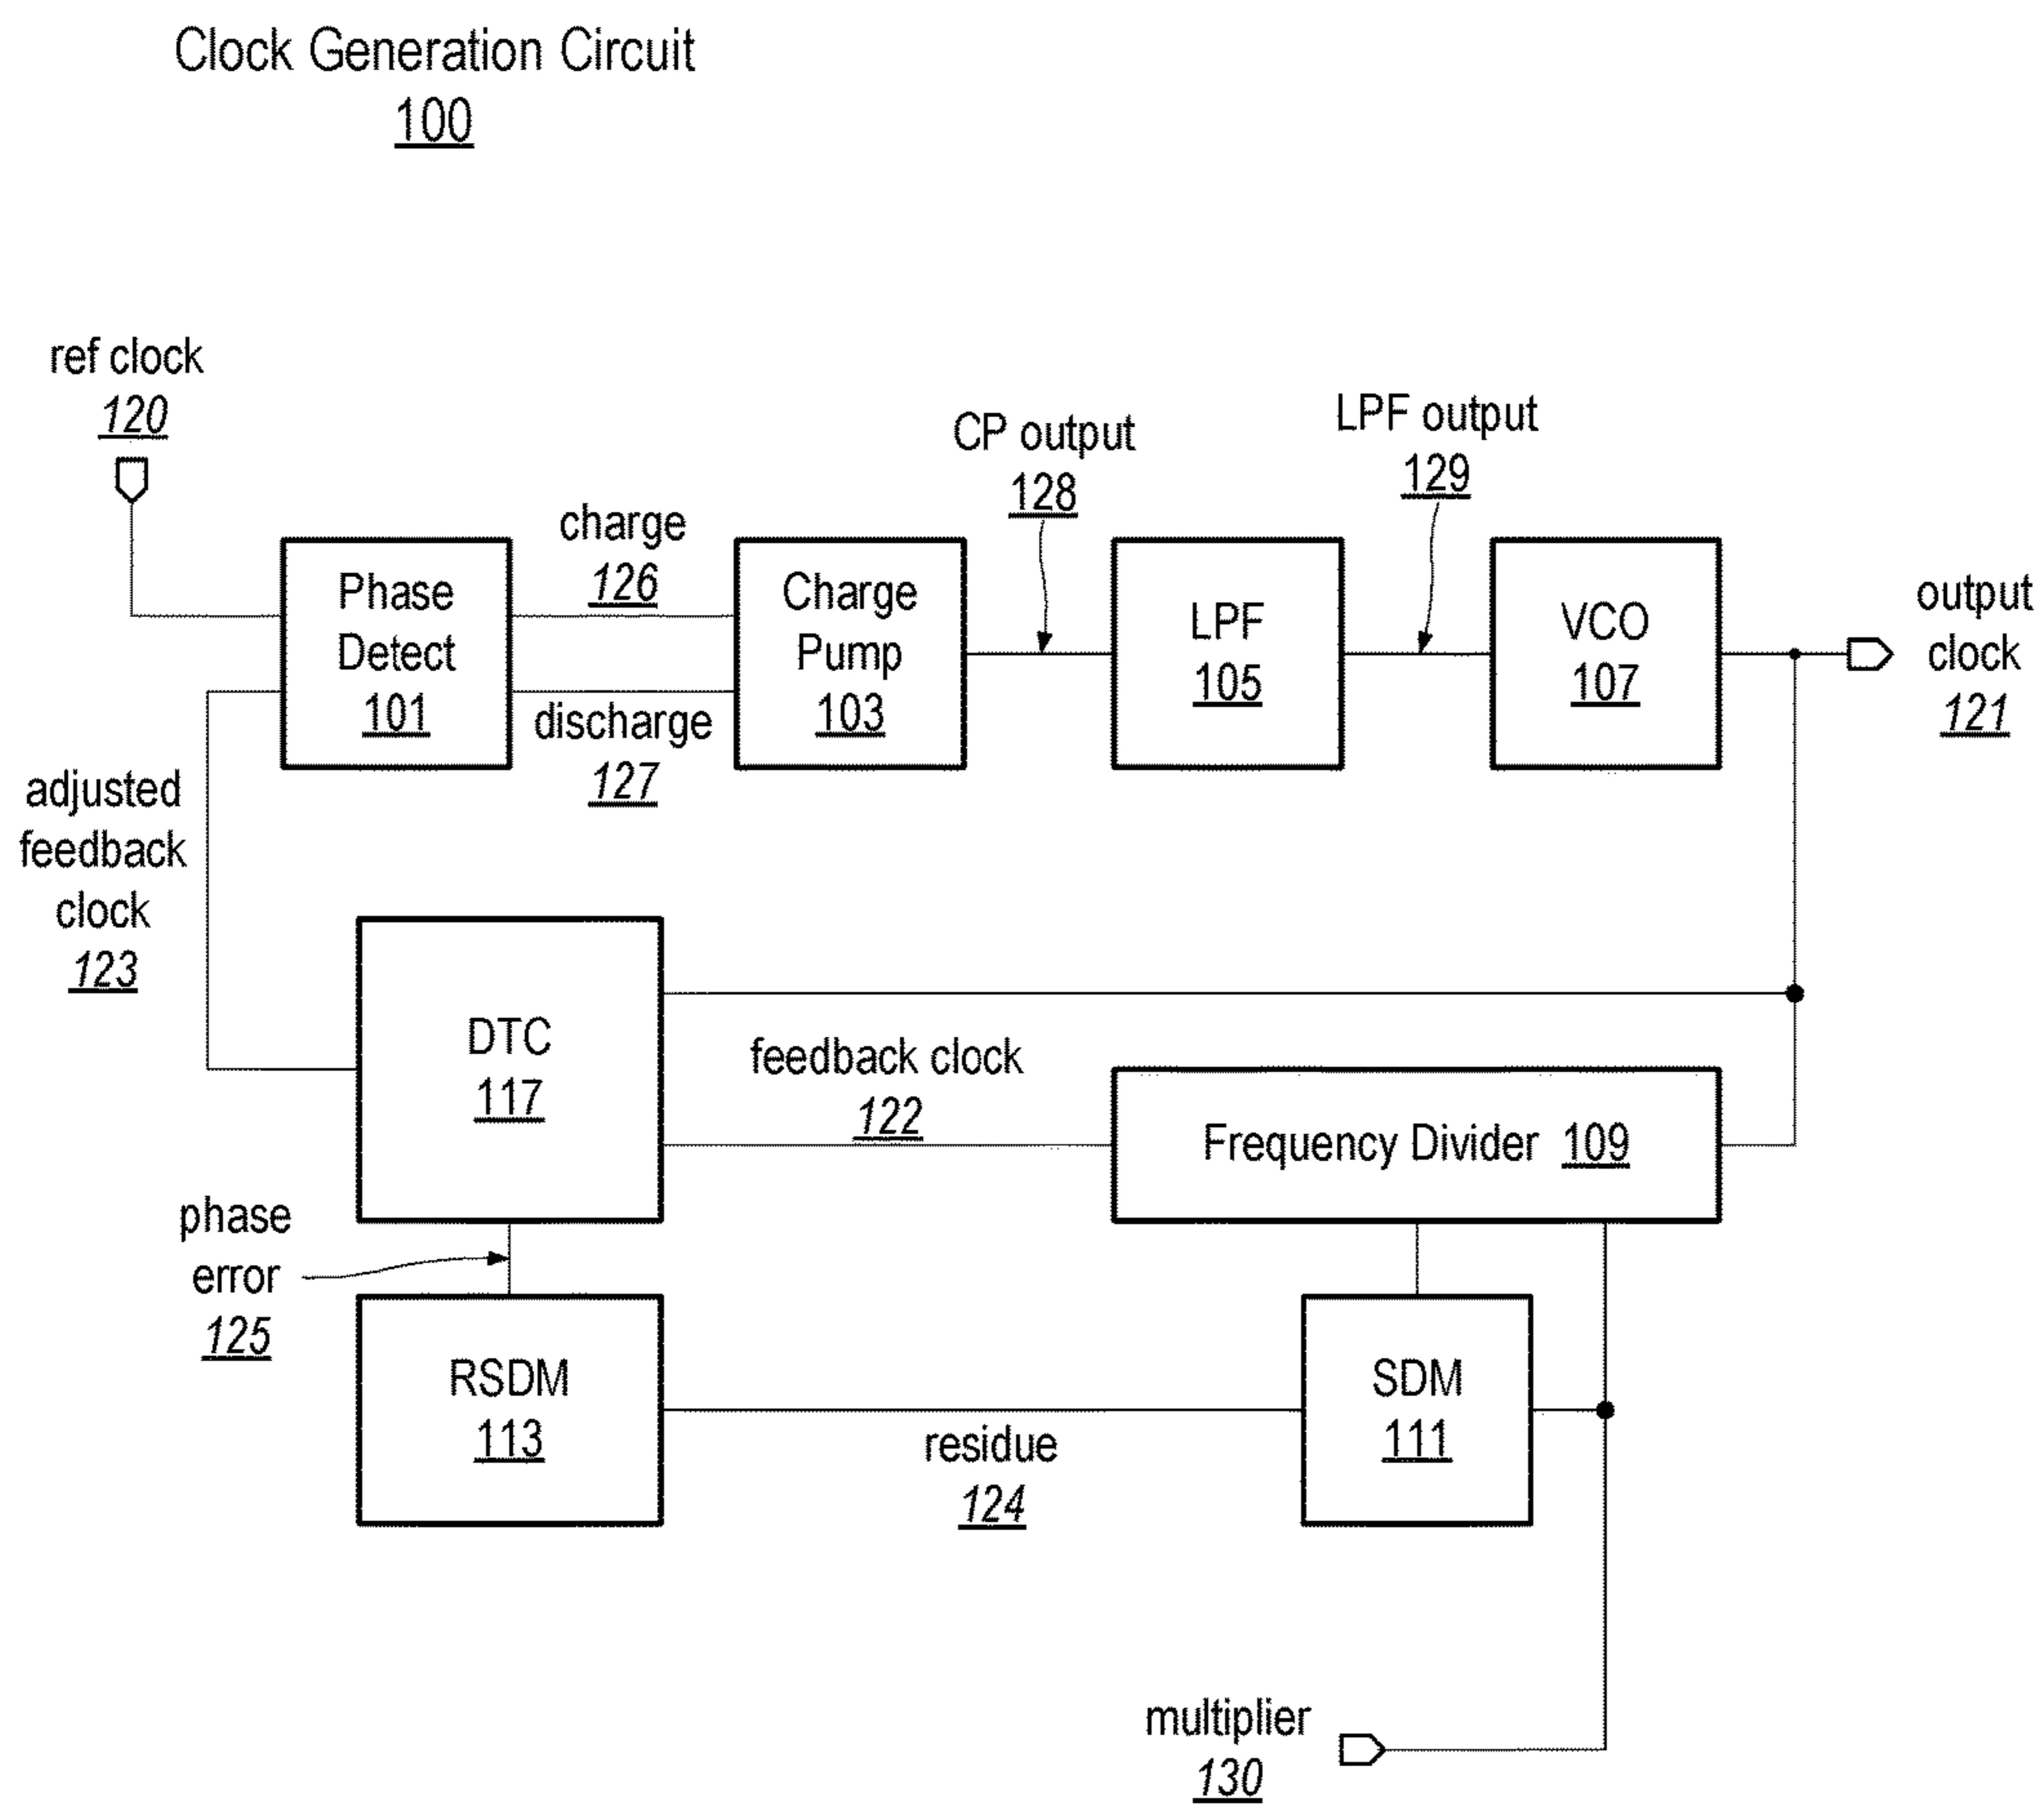 Clock Generation Circuit
100
ref clock
120
CP output
128
LPF output
129
charge
126
discharge
127
Phase
Detect
101
Charge
Pump
103
LPF
105
VCO
107
output
clock
121
adjusted
feedback
clock
123
DTC
117
feedback clock
122
Frequency Divider 109
phase
error
125
RSDM
113
residue
124
SDM
111
multiplier
130